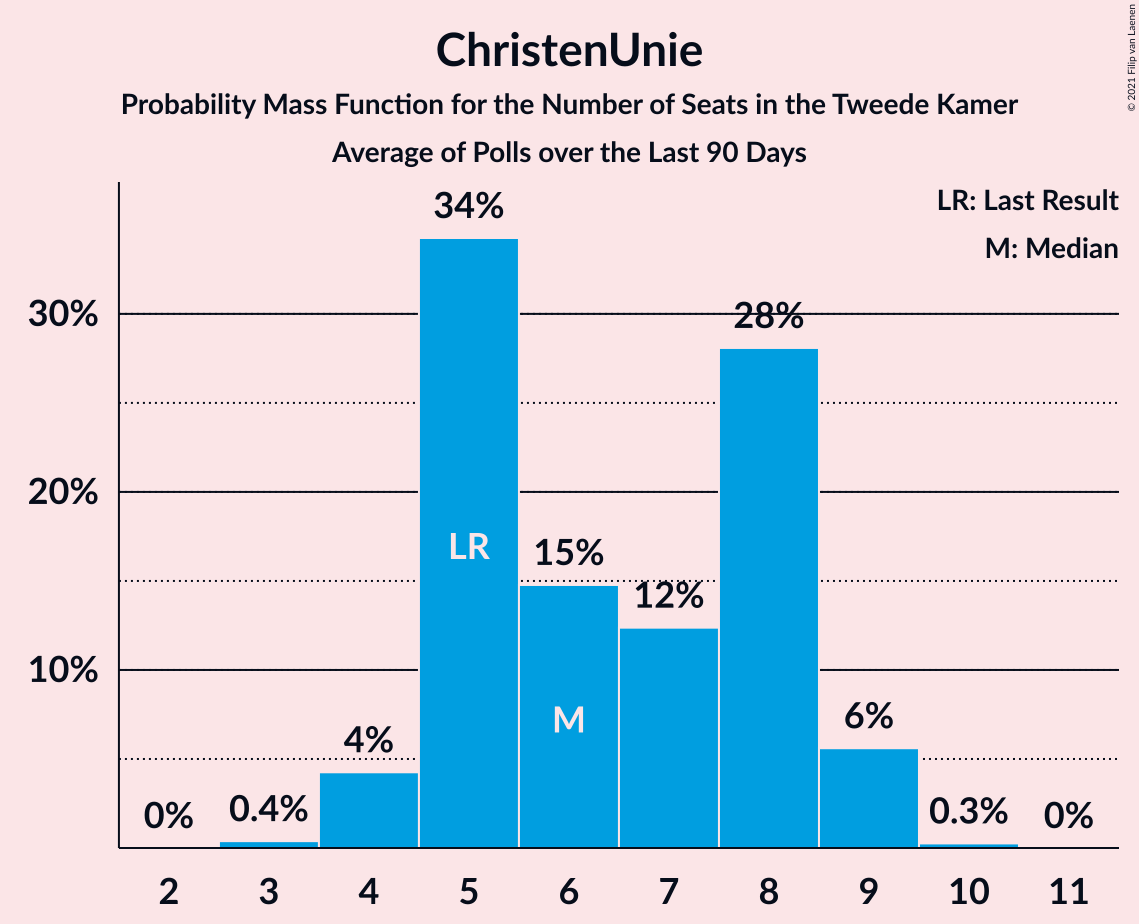 ChristenUnie
Probability Mass Function for the Number of Seats in the Tweede Kamer
Average of Polls over the Last 90 Days
© 2021 Filip van Laenen
LR: Last Result
M: Median
30%
20%
10%
0%
0.4%
4%
34%
15%
12%
28%
6%
0.3%
0%
LR
M
2 3 4 5 6 7 8 9 10 11